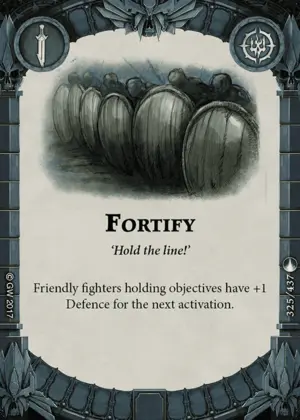 FORTIFY
‘Hold the line!’
Friendly fighters holding objectives have +1
Defence for the next activation.
© GW 2017
325/437